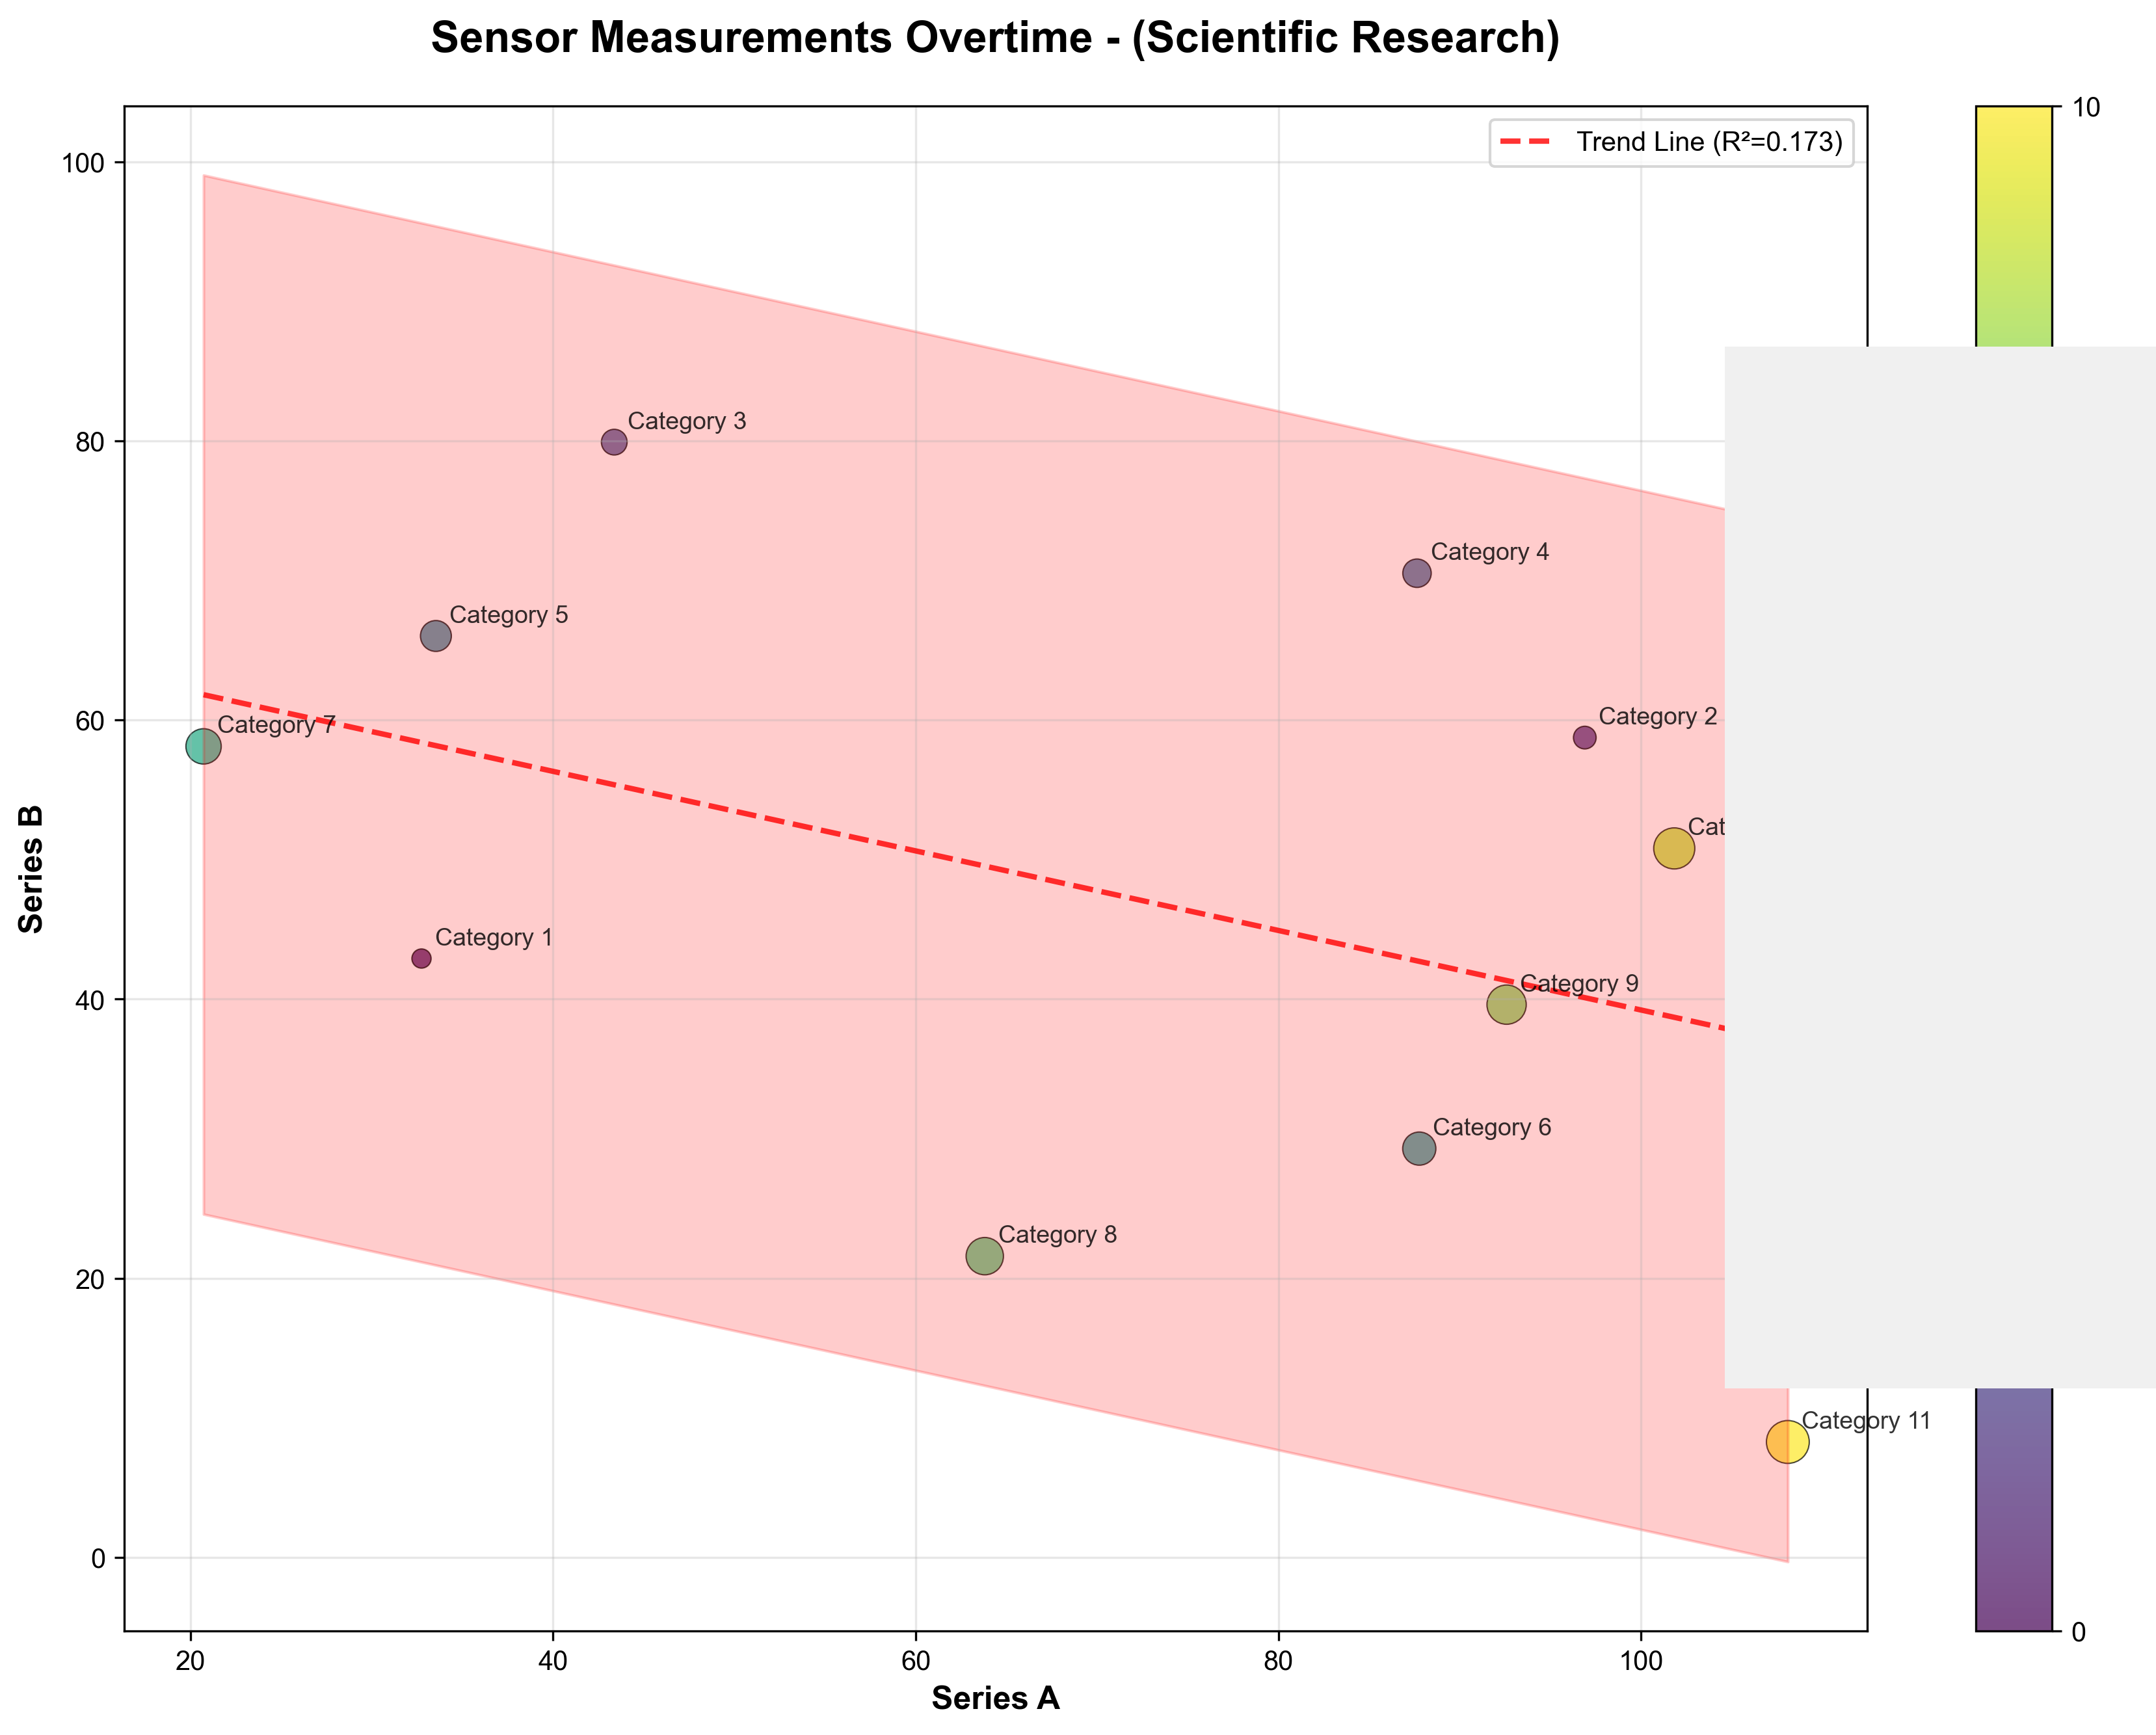 Sensor Measurements Overtime - (Scientific Research)
Trend Line (R²=0.173)
10
100
80
60
40
20
0
Series B
Category 3
Category 4
Category 5
Category 2
Category 7
Category 1
Category 9
Category 6
Category 8
Category 11
0
20
40
60
80
100
Series A